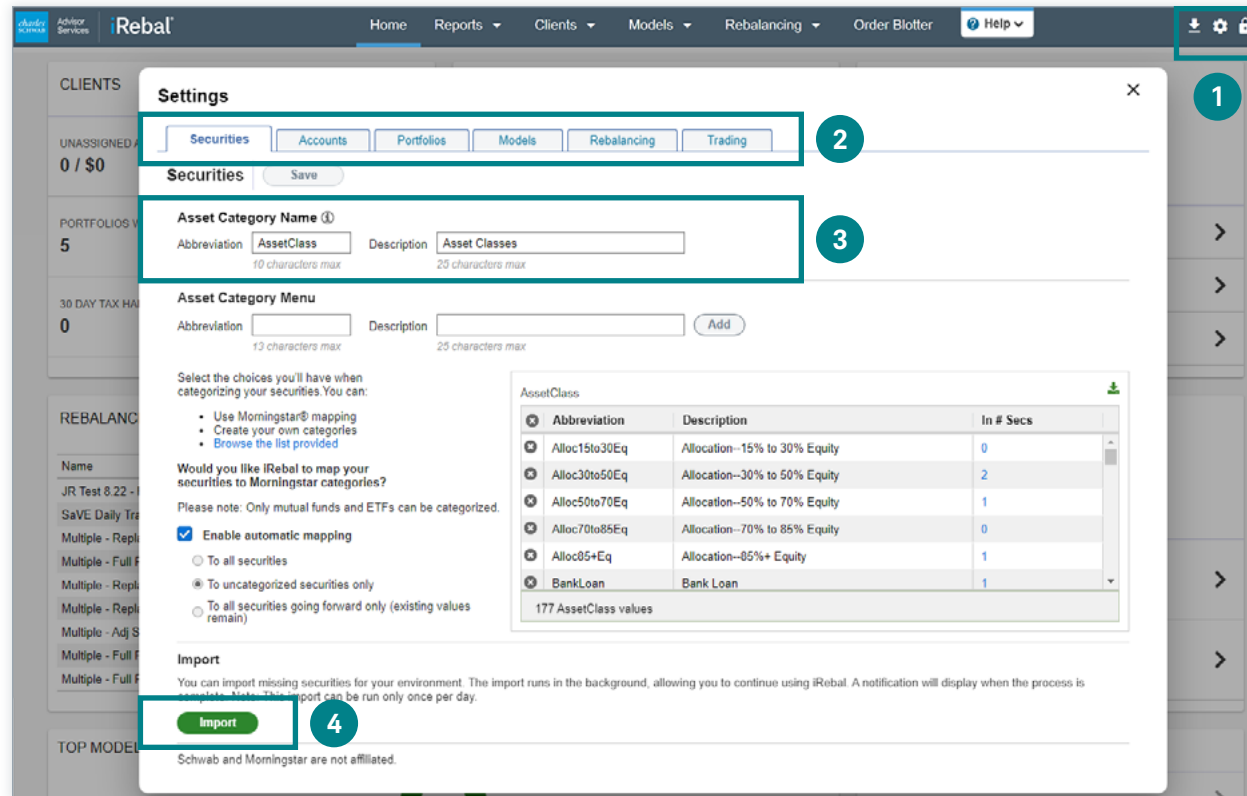 charles SCHWAB
Advisor Services
iRebal
Home Reports Clients Models Rebalancing Order Blotter Help
1
CLIENTS
UNASSIGNED
0 / $0
PORTFOLIOS
5
30 DAY TAX
0
Name
JR Test 8.22 -
SaVE Daily
Multiple -
Multiple - Full
Multiple -
Multiple -
Multiple - Adj
Multiple - Full
Multiple - Full
TOP
Settings
Securities Accounts Portfolios Models Rebalancing Trading
2
Securities Save
Asset Category Name
Abbreviation AssetClass Description Asset Classes
10 characters max 25 characters max
3
Asset Category Menu
Abbreviation Description Add
13 characters max 25 characters max
Select the choices you'll have when
categorizing your securities.You can:
• Use Morningstar® mapping
• Create your own categories
• Browse the list provided
Would you like iRebal to map your
securities to Morningstar categories?
Please note: Only mutual funds and ETFs can be categorized.
Enable automatic mapping
To all securities
To uncategorized securities only
To all securities going forward only (existing values
remain)
AssetClass
Abbreviation Description In # Secs
Alloc15to30Eq Allocation--15% to 30% Equity 0
Alloc30to50Eq Allocation--30% to 50% Equity 2
Alloc50to70Eq Allocation--50% to 70% Equity 1
Alloc70to85Eq Allocation--70% to 85% Equity 0
Alloc85+Eq Allocation--85%+ Equity 1
BankLoan Bank Loan 1
177 AssetClass values
Import
You can import missing securities for your environment. The import runs in the background, allowing you to continue using iRebal. A notification will display when the process is
complete. Note: This import can be run only once per day.
Import
4
Schwab and Morningstar are not affiliated.